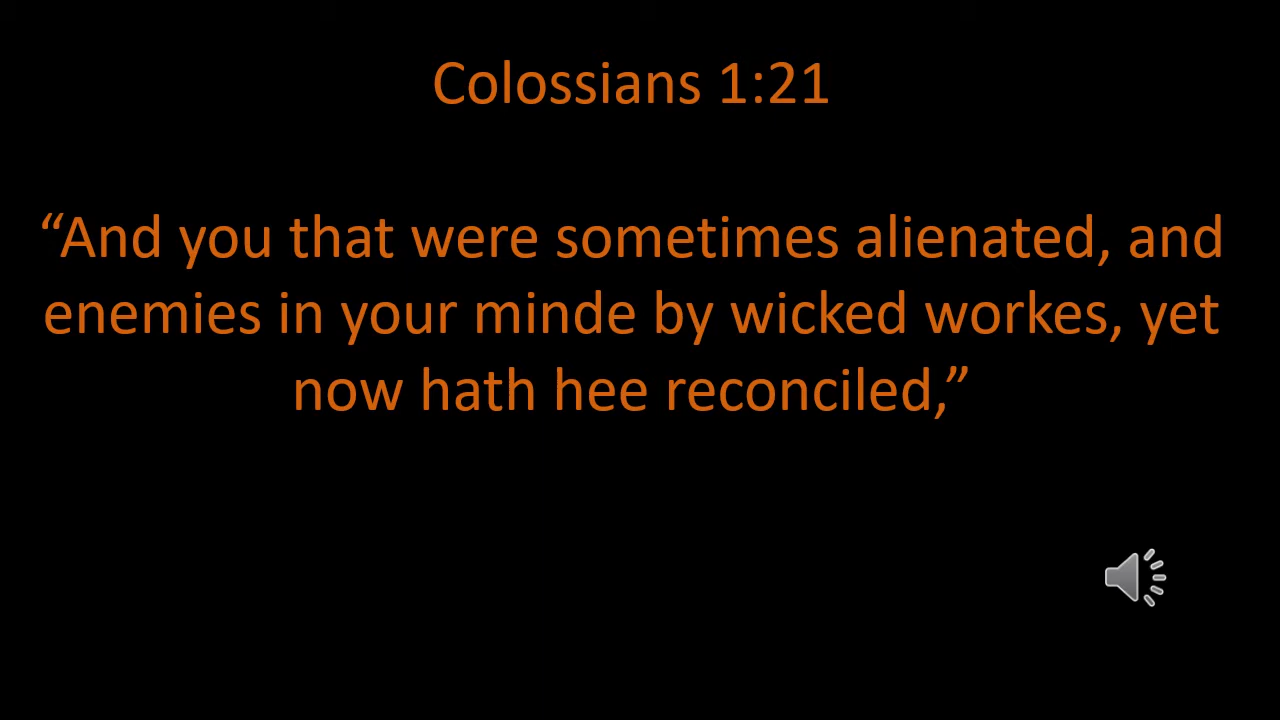 Colossians 1:21
“And you that were sometimes alienated, and
enemies in your minde by wicked workes, yet
now hath hee reconciled,”